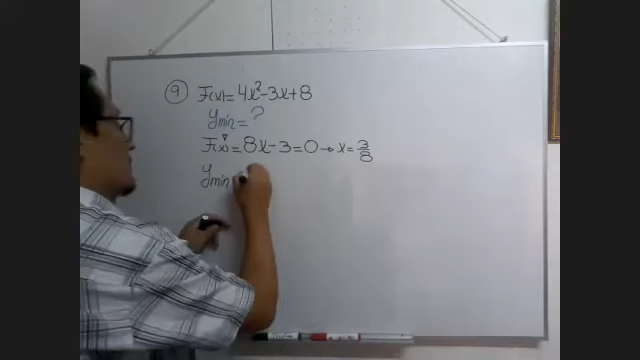 9 F(x)=4x²-3x+8
ymin=?
F(x)=8x-3=0→x=3/8
ymin